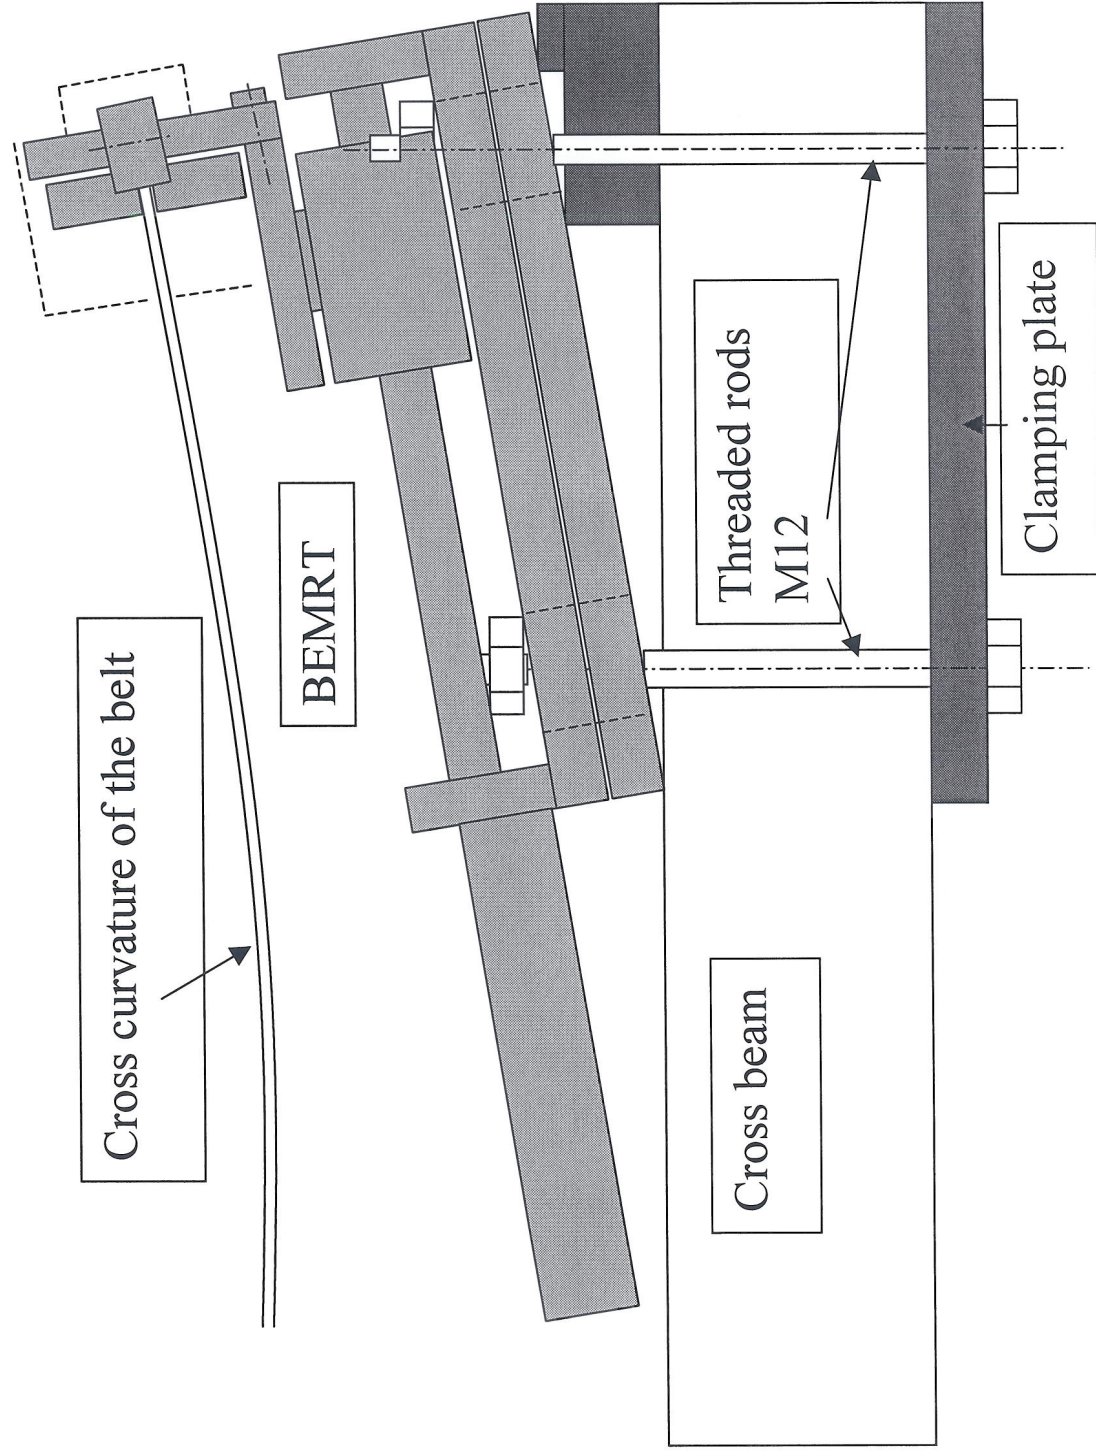 Cross curvature of the belt
BEMRT
Threaded rods
M12
Cross beam
Clamping plate